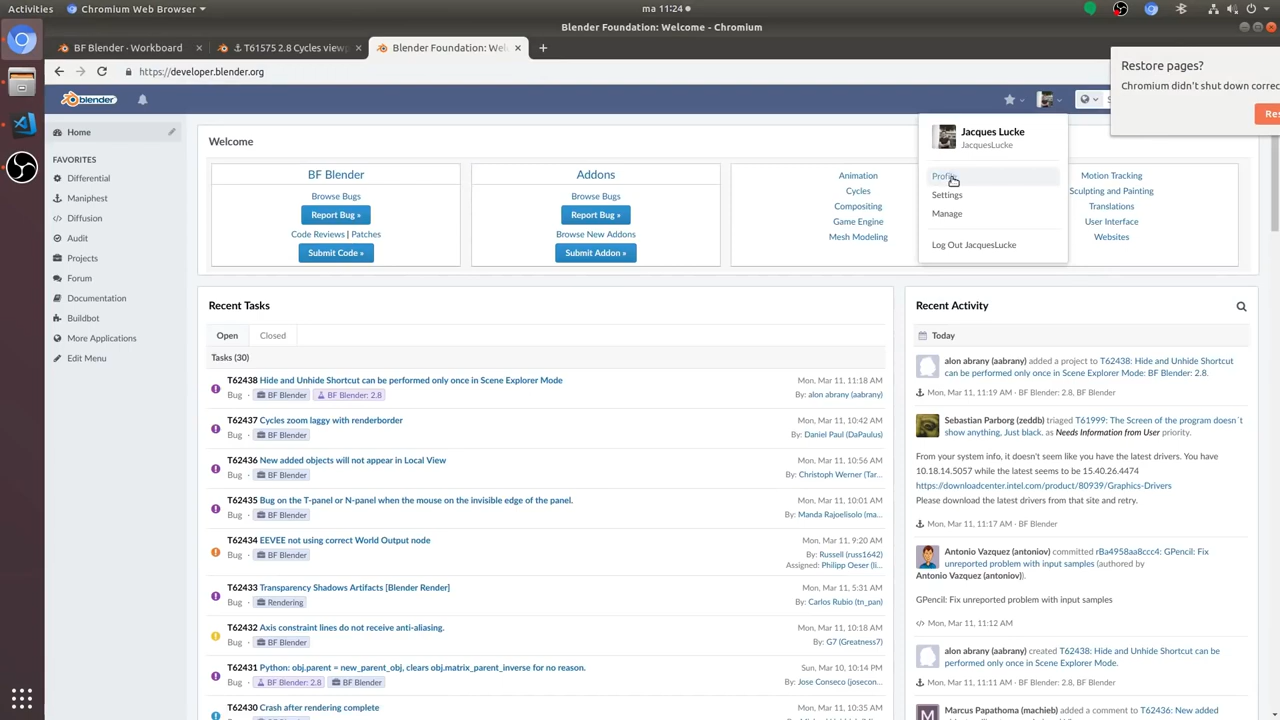 Activities
Chromium Web Browser
ma 11:24
Blender Foundation: Welcome - Chromium
BF Blender · Workboard
T61575 2.8 Cycles view
Blender Foundation: Wel
https://developer.blender.org
Restore pages?
Chromium didn't shut down correc
Res
blender
Jacques Lucke
JacquesLucke
Profile
Settings
Manage
Log Out JacquesLucke
Home
FAVORITES
Differential
Maniphest
Diffusion
Audit
Projects
Forum
Documentation
Buildbot
More Applications
Edit Menu
Welcome
BF Blender
Browse Bugs
Report Bug »
Code Reviews | Patches
Submit Code »
Addons
Browse Bugs
Report Bug »
Browse New Addons
Submit Addon »
Animation
Cycles
Compositing
Game Engine
Mesh Modeling
Motion Tracking
Sculpting and Painting
Translations
User Interface
Websites
Recent Tasks
Open Closed
Tasks (30)
T62438 Hide and Unhide Shortcut can be performed only once in Scene Explorer Mode
Mon, Mar 11, 11:18 AM
Bug · BF Blender BF Blender: 2.8
By: alon abrany (aabrany)
T62437 Cycles zoom laggy with renderborder
Mon, Mar 11, 10:42 AM
Bug · BF Blender
By: Daniel Paul (DaPaulus)
T62436 New added objects will not appear in Local View
Mon, Mar 11, 10:56 AM
Bug · BF Blender
By: Christoph Werner (Tar...
T62435 Bug on the T-panel or N-panel when the mouse on the invisible edge of the panel.
Mon, Mar 11, 10:01 AM
Bug · BF Blender
By: Manda Rajoelisolo (ma...
T62434 EEVEE not using correct World Output node
Mon, Mar 11, 9:20 AM
Bug · BF Blender
By: Russell (russ1642)
Assigned: Philipp Oeser (li...
T62433 Transparency Shadows Artifacts [Blender Render]
Mon, Mar 11, 5:31 AM
Bug · Rendering
By: Carlos Rubio (tn_pan)
T62432 Axis constraint lines do not receive anti-aliasing.
Mon, Mar 11, 10:18 AM
Bug · BF Blender
By: G7 (Greatness7)
T62431 Python: obj.parent = new_parent_obj, clears obj.matrix_parent_inverse for no reason.
Sun, Mar 10, 10:14 PM
Bug · BF Blender: 2.8 BF Blender
By: Jose Conseco (josecon...
T62430 Crash after rendering complete
Mon, Mar 11, 10:35 AM
Recent Activity
Today
alon abrany (aabrany) added a project to T62438: Hide and Unhide Shortcut
can be performed only once in Scene Explorer Mode: BF Blender: 2.8.
Mon, Mar 11, 11:19 AM · BF Blender: 2.8, BF Blender
Sebastian Parborg (zeddb) triaged T61999: The Screen of the program doesn´t
show anything, Just black. as Needs Information from User priority.
From your system info, it doesn't seem like you have the latest drivers. You have
10.18.14.5057 while the latest seems to be 15.40.26.4474
https://downloadcenter.intel.com/product/80939/Graphics-Drivers
Please download the latest drivers from that site and retry.
Mon, Mar 11, 11:17 AM · BF Blender
Antonio Vazquez (antoniov) committed rBa4958aa8ccc4: GPencil: Fix
unreported problem with input samples (authored by
Antonio Vazquez (antoniov)).
GPencil: Fix unreported problem with input samples
Mon, Mar 11, 11:12 AM
alon abrany (aabrany) created T62438: Hide and Unhide Shortcut can be
performed only once in Scene Explorer Mode.
Mon, Mar 11, 11:11 AM · BF Blender: 2.8, BF Blender
Marcus Papathoma (machieb) added a comment to T62436: New added